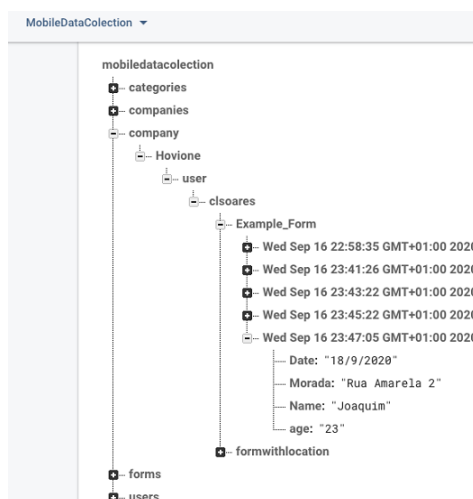 MobileDataColection
mobiledatacolection
categories
companies
company
Hovione
user
clsoares
Example_Form
Wed Sep 16 22:58:35 GMT+01:00 2020
Wed Sep 16 23:41:26 GMT+01:00 2020
Wed Sep 16 23:43:22 GMT+01:00 2020
Wed Sep 16 23:45:22 GMT+01:00 2020
Wed Sep 16 23:47:05 GMT+01:00 2020
Date: "18/9/2020"
Morada: "Rua Amarela 2"
Name: "Joaquim"
age: "23"
formwithlocation
forms
users